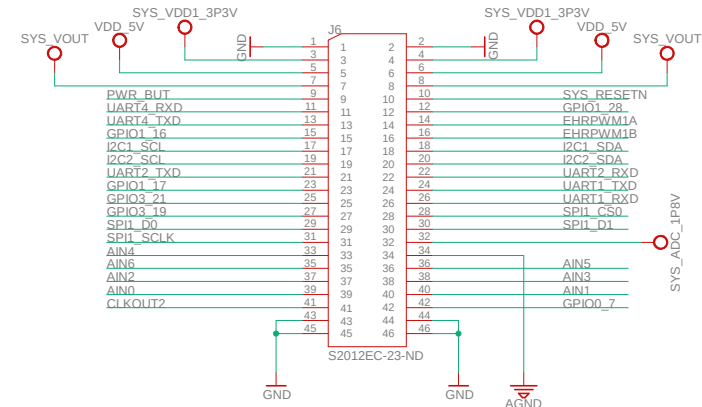 SYS_VDD1_3P3V SYS_VDD1_3P3V
VDD_5V VDD_5V
SYS_VOUT SYS_VOUT
J6
GND GND
1 1 2 2
3 3 4 4
5 5 6 6
7 7 8 8
PWR_BUT 9 9 10 10 SYS_RESETN
UART4_RXD 11 11 12 12 GPIO1_28
UART4_TXD 13 13 14 14 EHRPWM1A
GPIO1_16 15 15 16 16 EHRPWM1B
I2C1_SCL 17 17 18 18 I2C1_SDA
I2C2_SCL 19 19 20 20 I2C2_SDA
UART2_TXD 21 21 22 22 UART2_RXD
GPIO1_17 23 23 24 24 UART1_TXD
GPIO3_21 25 25 26 26 UART1_RXD
GPIO3_19 27 27 28 28 SPI1_CS0
SPI1_D0 29 29 30 30 SPI1_D1
SPI1_SCLK 31 31 32 32 SYS_ADC_1P8V
AIN4 33 33 34 34
AIN6 35 35 36 36 AIN5
AIN2 37 37 38 38 AIN3
AIN0 39 39 40 40 AIN1
CLKOUT2 41 41 42 42 GPIO0_7
43 43 44 44
45 45 46 46
S2012EC-23-ND
GND GND AGND